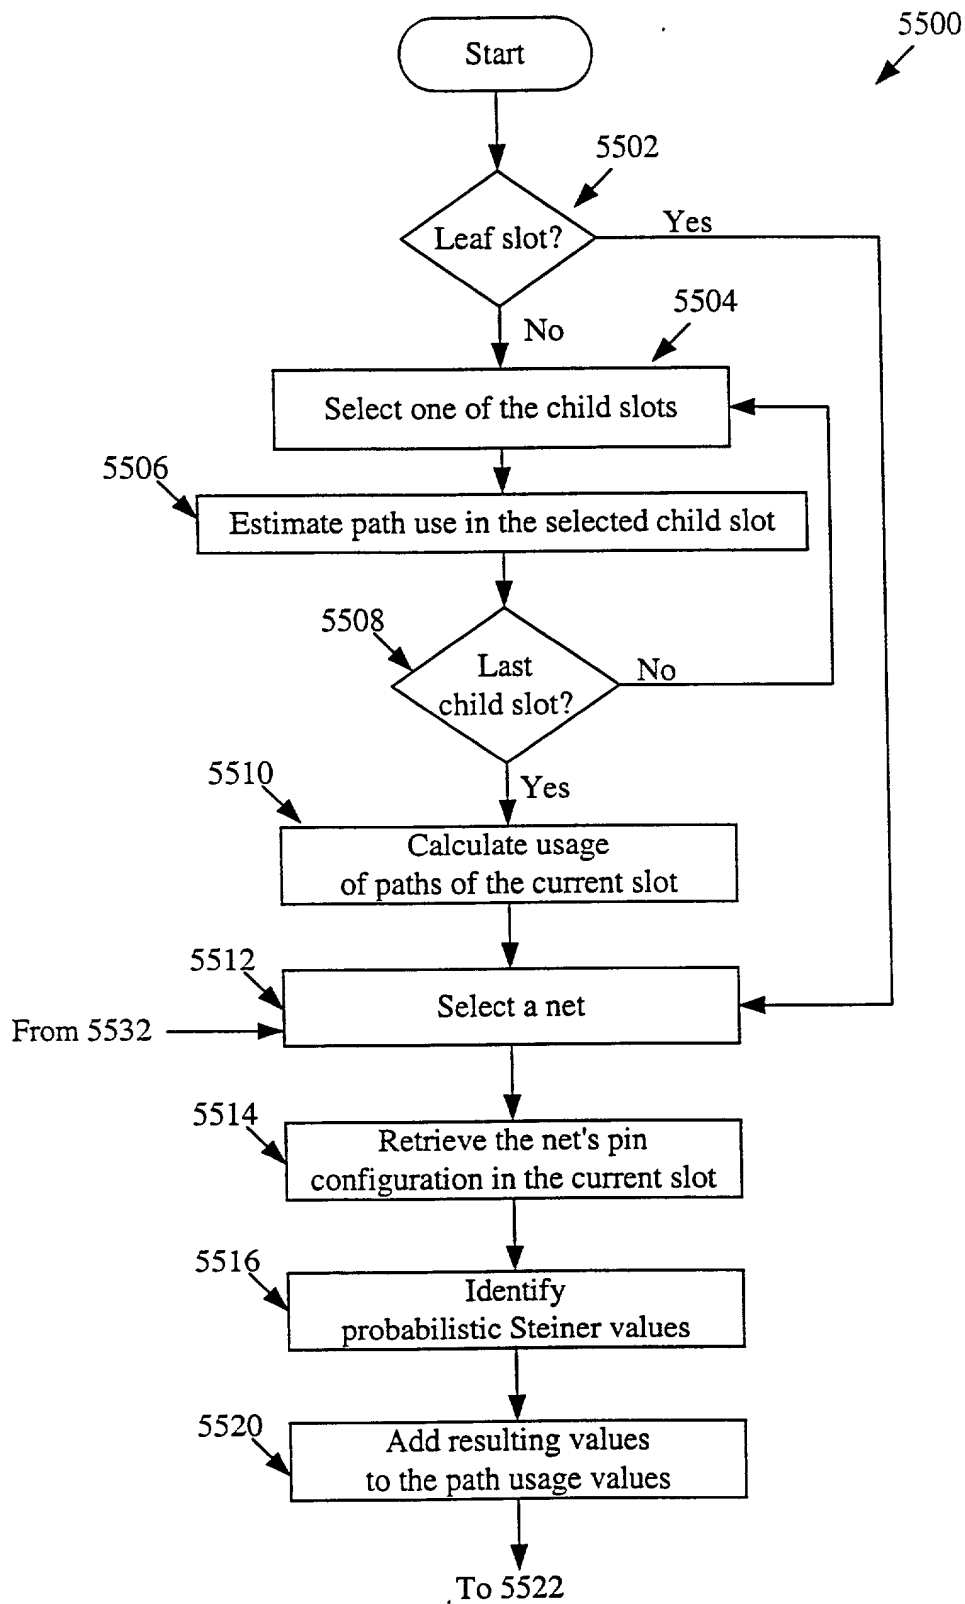 5500
Start
5502
Leaf slot?
Yes
No
5504
Select one of the child slots
5506
Estimate path use in the selected child slot
5508
Last
child slot?
No
Yes
5510
Calculate usage
of paths of the current slot
5512
Select a net
From 5532
5514
Retrieve the net's pin
configuration in the current slot
5516
Identify
probabilistic Steiner values
5520
Add resulting values
to the path usage values
To 5522